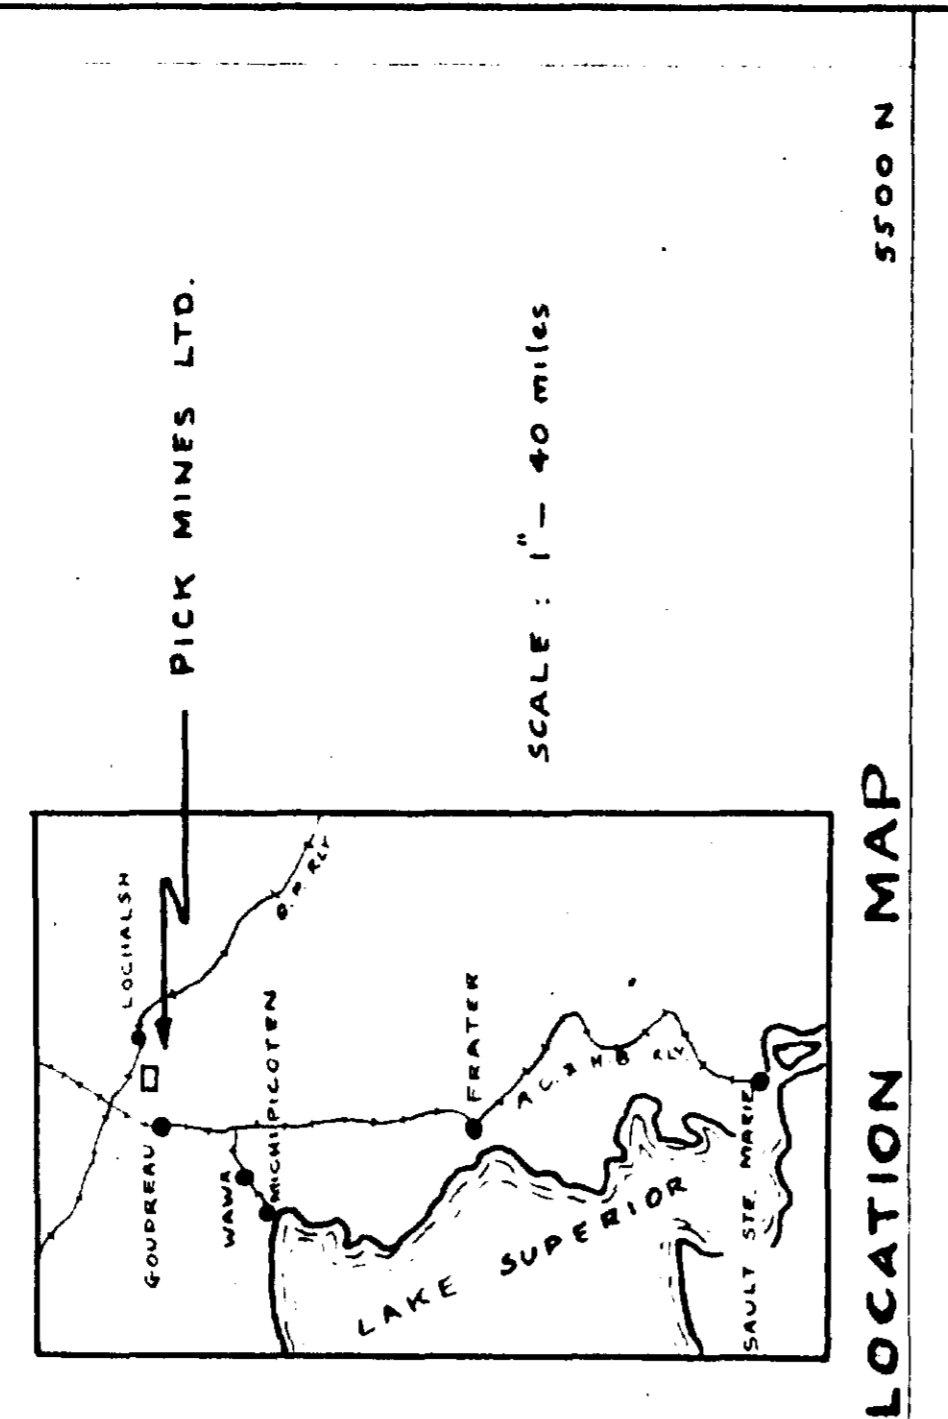 PICK MINES LTD.
LOCHALSH
C.P. RLY
GOUDREAU
WAWA
MICHIPICOTEN
FRATER
A.C. & H.B RLY.
LAKE SUPERIOR
SAULT STE. MARIE
SCALE : 1" — 40 miles
LOCATION MAP
5500 N